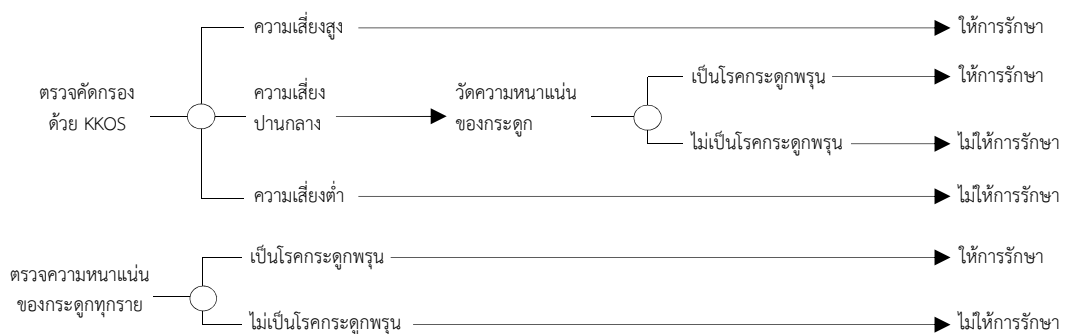 ความเสี่ยงสูง
ให้การรักษา
ตรวจคัดกรอง
ด้วย KKOS
ความเสี่ยง
ปานกลาง
วัดความหนาแน่น
ของกระดูก
เป็นโรคกระดูกพรุน
ให้การรักษา
ไม่เป็นโรคกระดูกพรุน
ไม่ให้การรักษา
ความเสี่ยงต่ำ
ไม่ให้การรักษา
ตรวจความหนาแน่น
ของกระดูกทุกราย
เป็นโรคกระดูกพรุน
ให้การรักษา
ไม่เป็นโรคกระดูกพรุน
ไม่ให้การรักษา